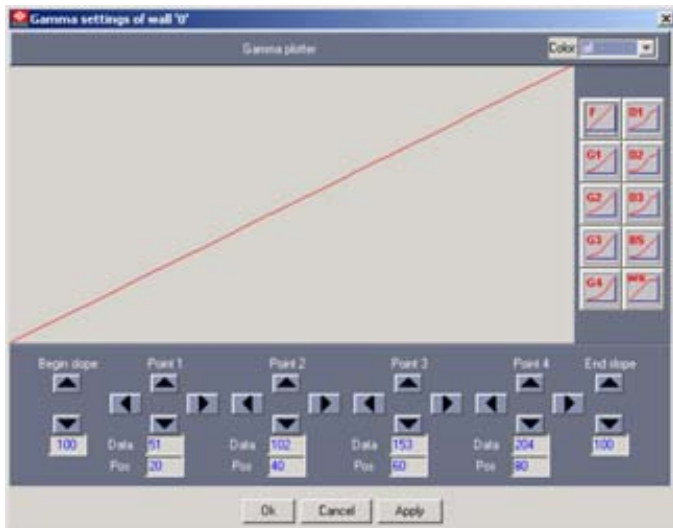 Gamma settings of wall '0'
Gamma plotter
Color all
F D1
G1 D2
G2 D3
G3 BS
G4 WS
Begin slope Point 1 Point 2 Point 3 Point 4 End slope
100 Data 51 Data 102 Data 153 Data 204 100
Pos 20 Pos 40 Pos 60 Pos 80
Ok Cancel Apply